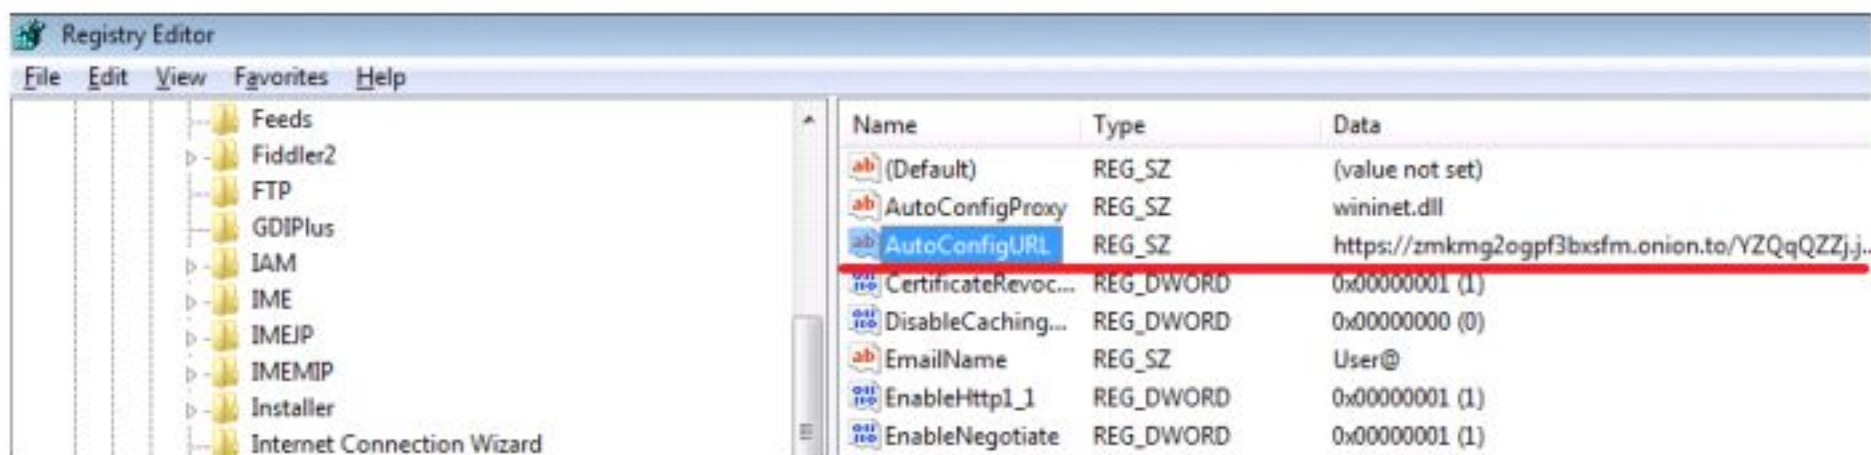 Registry Editor
File Edit View Favorites Help
Feeds
Fiddler2
FTP
GDIPlus
IAM
IME
IMEJP
IMEMIP
Installer
Internet Connection Wizard
Name Type Data
(Default) REG_SZ (value not set)
AutoConfigProxy REG_SZ wininet.dll
AutoConfigURL REG_SZ https://zmkmg2ogpf3bxsfm.onion.to/YZQqQZZj.j...
CertificateRevoc... REG_DWORD 0x00000001 (1)
DisableCaching... REG_DWORD 0x00000000 (0)
EmailName REG_SZ User@
EnableHttp1_1 REG_DWORD 0x00000001 (1)
EnableNegotiate REG_DWORD 0x00000001 (1)